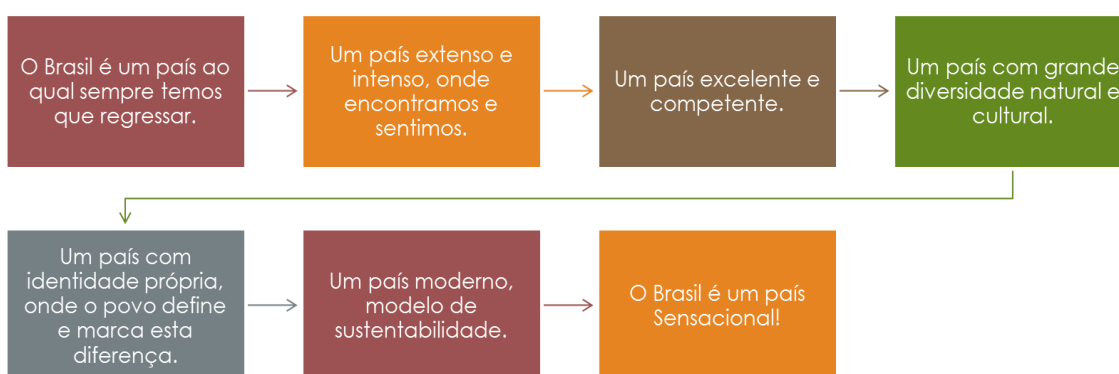 O Brasil é um país ao
qual sempre temos
que regressar.
Um país extenso e
intenso, onde
encontramos e
sentimos.
Um país excelente e
competente.
Um país com grande
diversidade natural e
cultural.
Um país com
identidade própria,
onde o povo define
e marca esta
diferença.
Um país moderno,
modelo de
sustentabilidade.
O Brasil é um país
Sensacional!